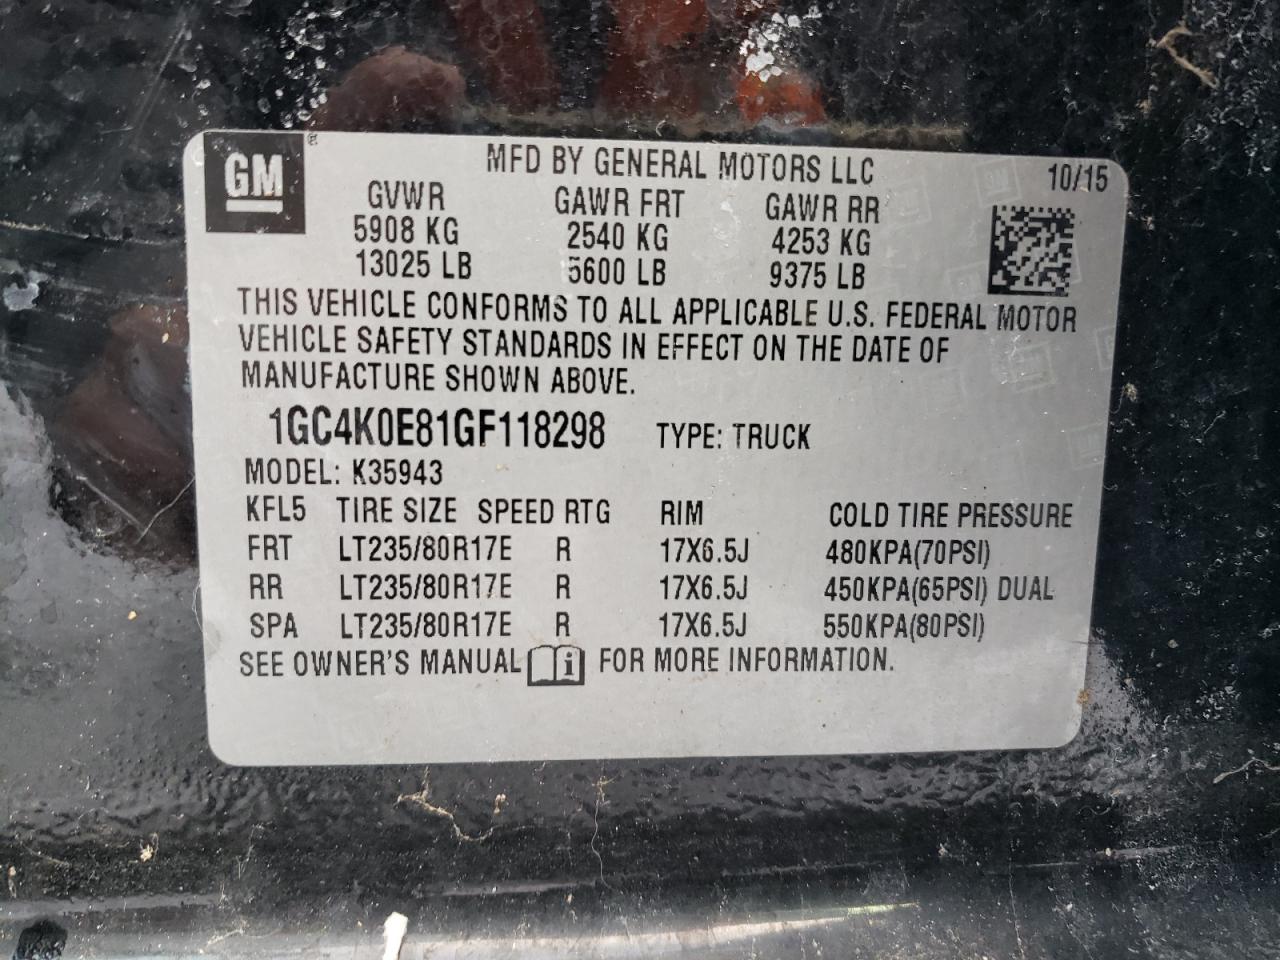 GM ® MFD BY GENERAL MOTORS LLC 10/15
GVWR GAWR FRT GAWR RR
5908 KG 2540 KG 4253 KG
13025 LB 5600 LB 9375 LB
THIS VEHICLE CONFORMS TO ALL APPLICABLE U.S. FEDERAL MOTOR
VEHICLE SAFETY STANDARDS IN EFFECT ON THE DATE OF
MANUFACTURE SHOWN ABOVE.
1GC4K0E81GF118298 TYPE: TRUCK
MODEL: K35943
KFL5 TIRE SIZE SPEED RTG RIM COLD TIRE PRESSURE
FRT LT235/80R17E R 17X6.5J 480KPA(70PSI)
RR LT235/80R17E R 17X6.5J 450KPA(65PSI) DUAL
SPA LT235/80R17E R 17X6.5J 550KPA(80PSI)
SEE OWNER'S MANUAL i FOR MORE INFORMATION.